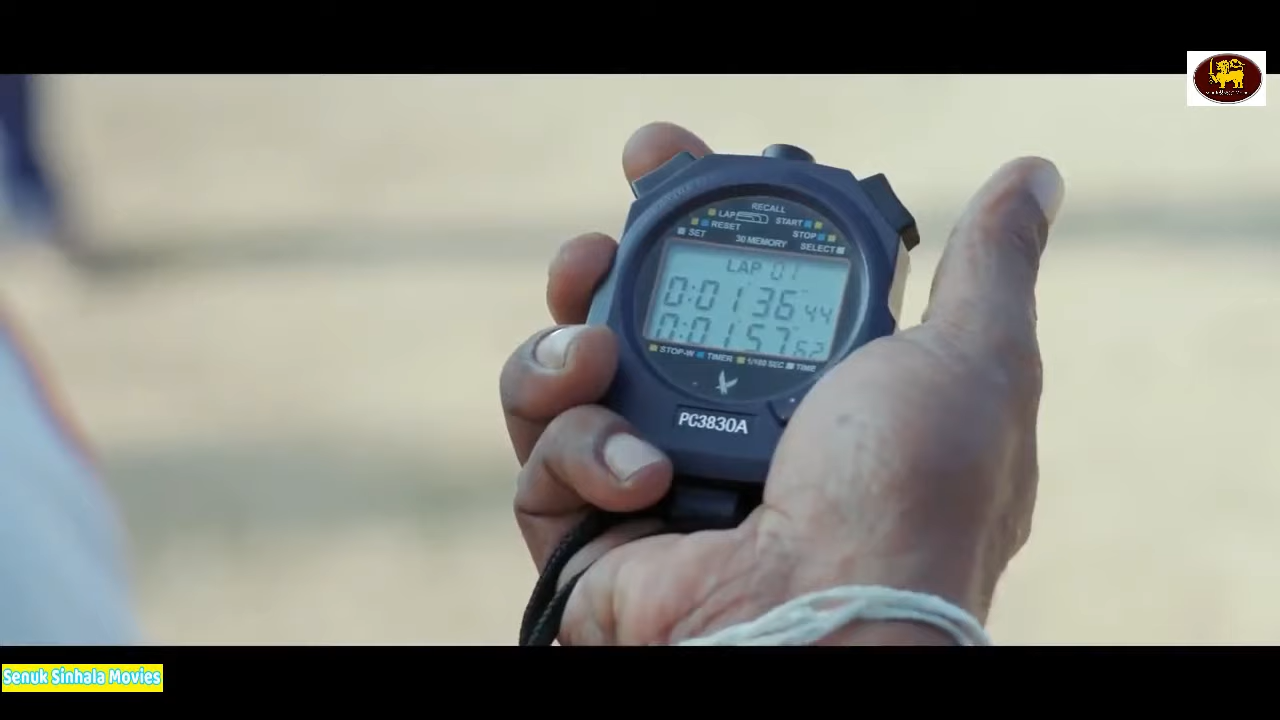 RECALL
LAP START
RESET STOP
SET 30 MEMORY SELECT
LAP 01
0:01'36"44
0:01'57"62
STOP-W TIMER 1/100 SEC TIME
PC3830A
Senuk Sinhala Movies